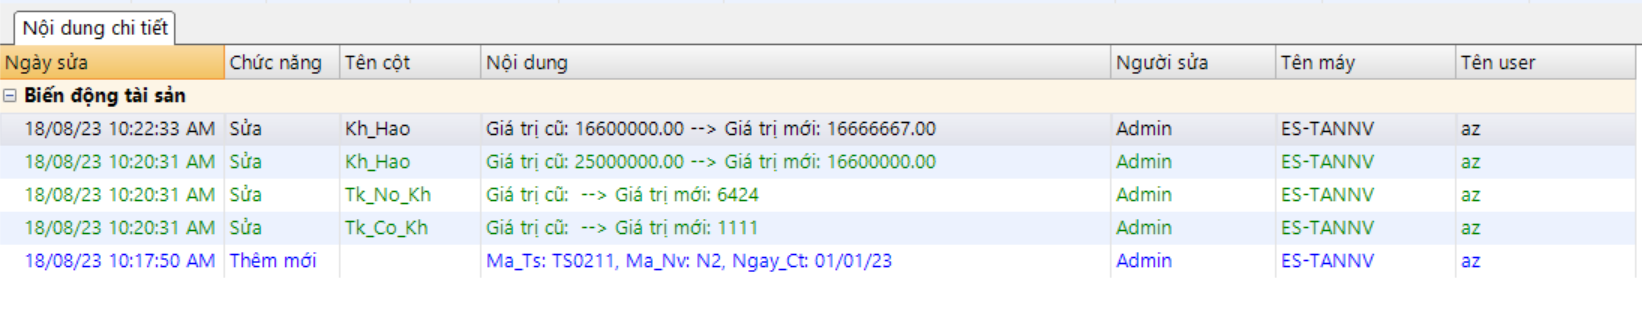 Nội dung chi tiết
Ngày sửa Chức năng Tên cột Nội dung Người sửa Tên máy Tên user
Biến động tài sản
18/08/23 10:22:33 AM Sửa Kh_Hao Giá trị cũ: 16600000.00 --> Giá trị mới: 16666667.00 Admin ES-TANNV az
18/08/23 10:20:31 AM Sửa Kh_Hao Giá trị cũ: 25000000.00 --> Giá trị mới: 16600000.00 Admin ES-TANNV az
18/08/23 10:20:31 AM Sửa Tk_No_Kh Giá trị cũ: --> Giá trị mới: 6424 Admin ES-TANNV az
18/08/23 10:20:31 AM Sửa Tk_Co_Kh Giá trị cũ: --> Giá trị mới: 1111 Admin ES-TANNV az
18/08/23 10:17:50 AM Thêm mới Ma_Ts: TS0211, Ma_Nv: N2, Ngay_Ct: 01/01/23 Admin ES-TANNV az